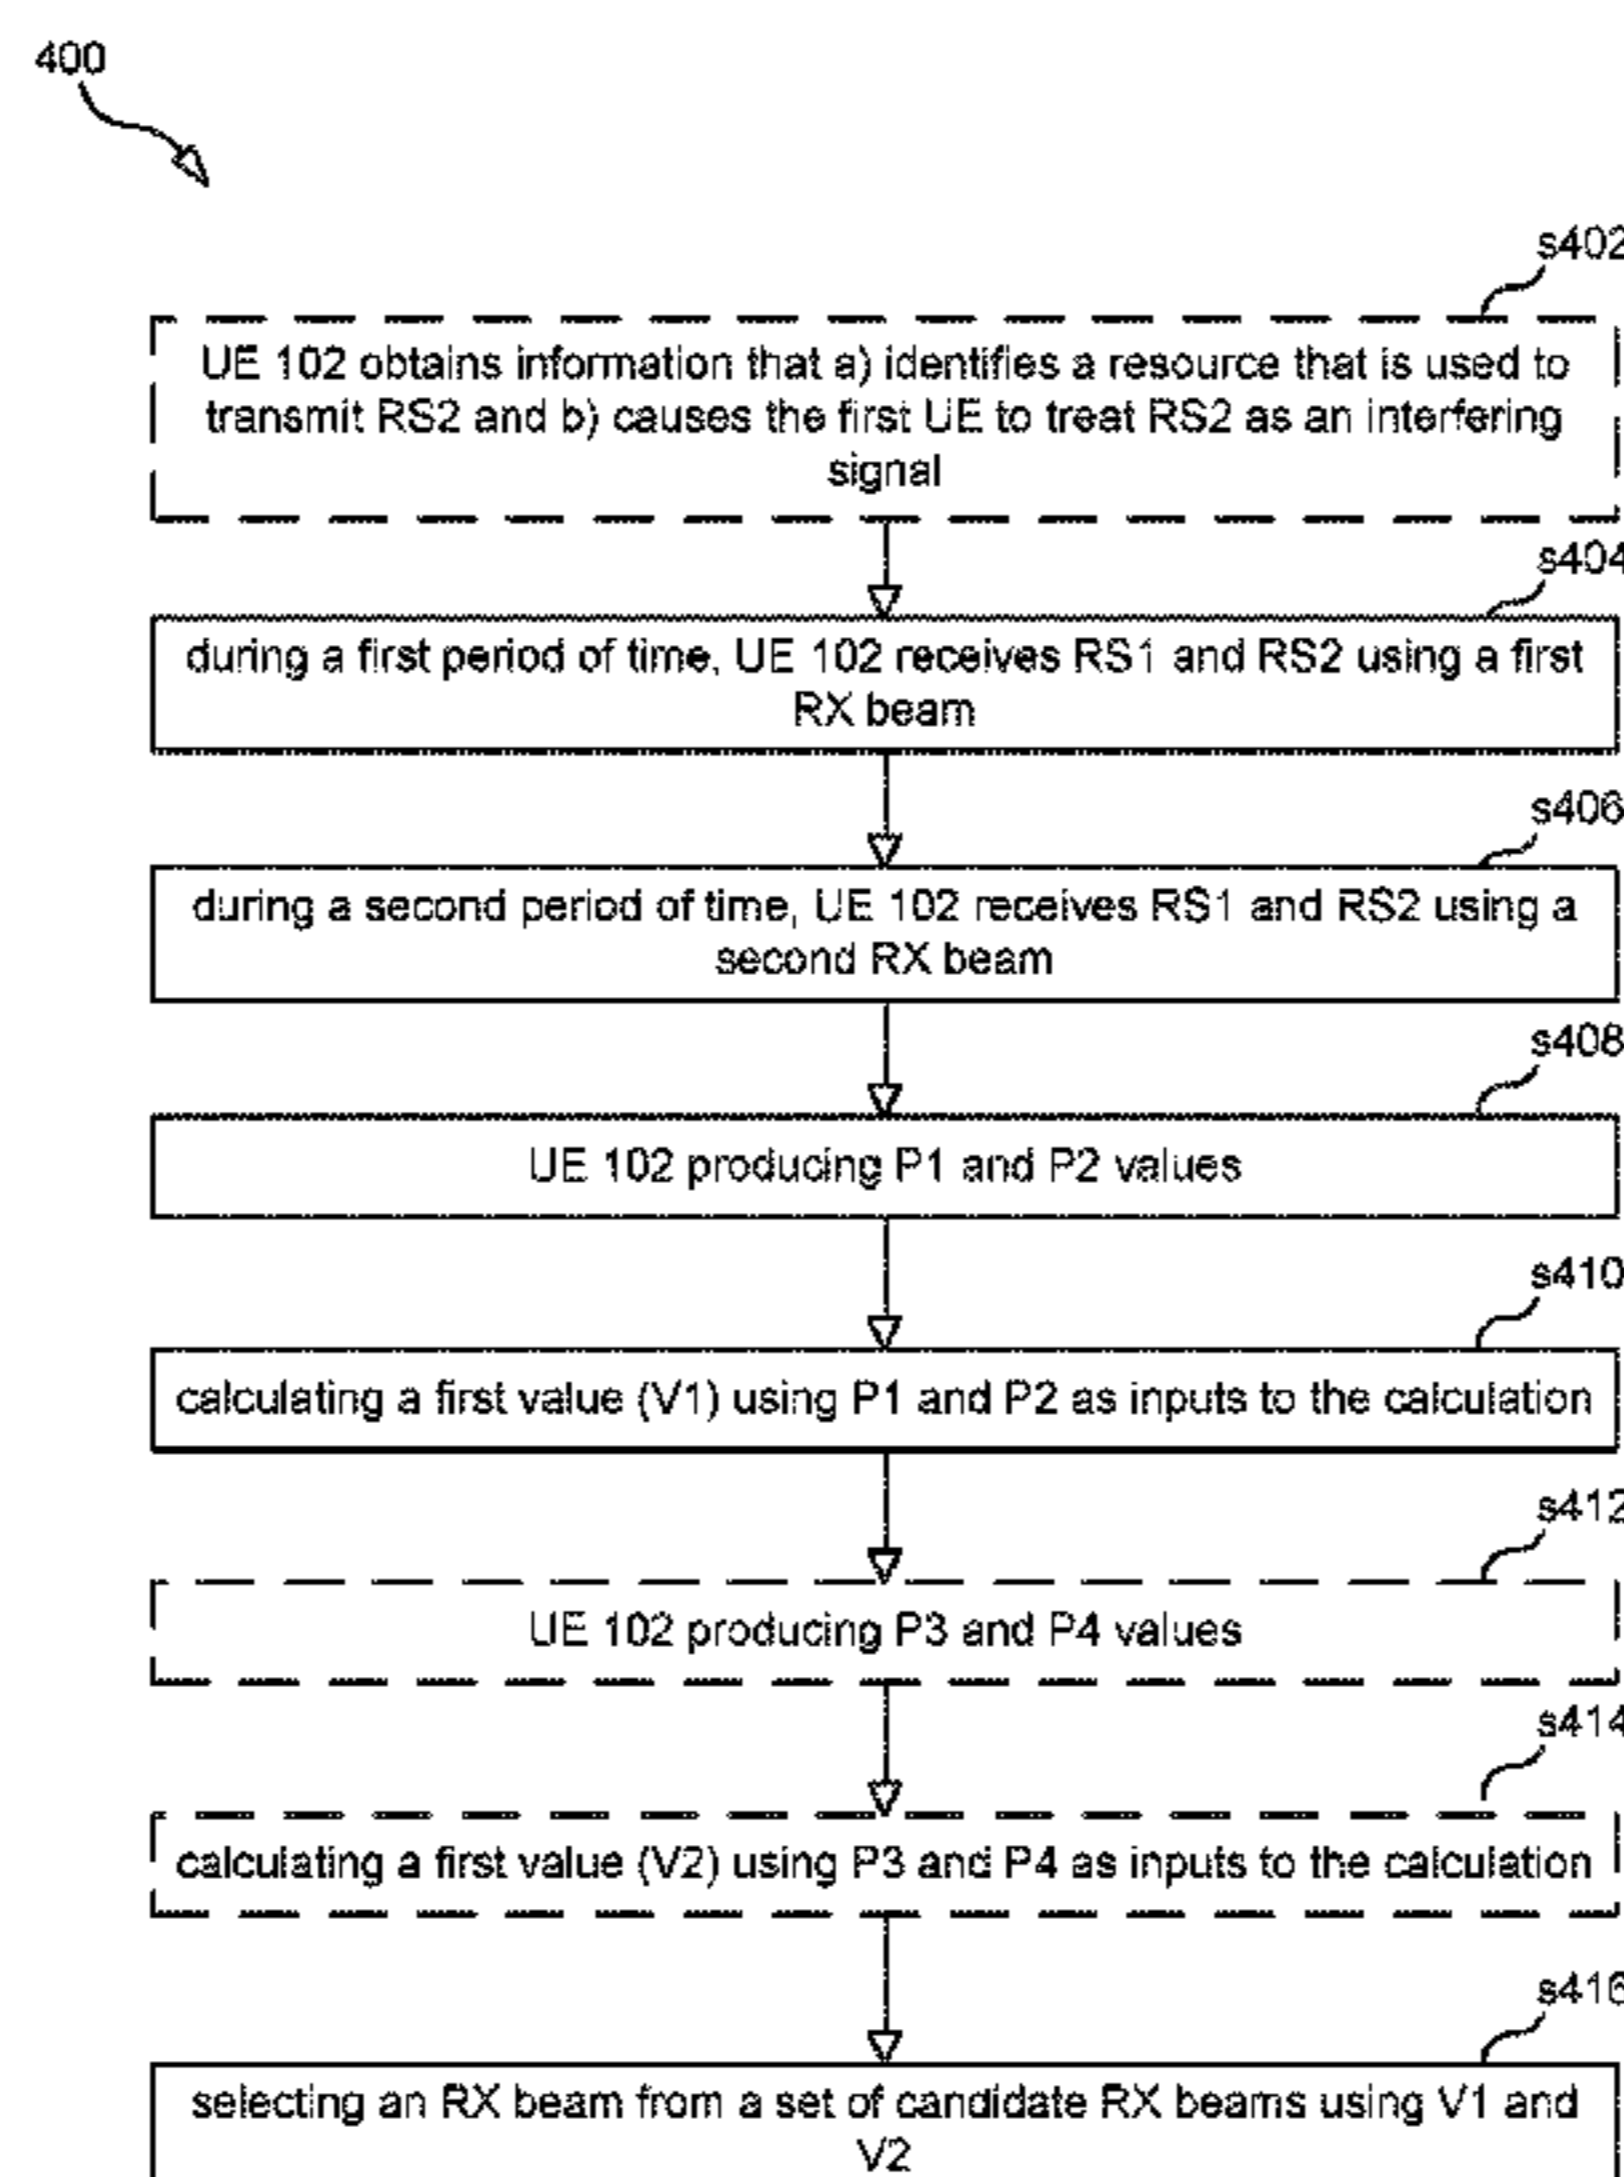 400
s402
UE 102 obtains information that a) identifies a resource that is used to
transmit RS2 and b) causes the first UE to treat RS2 as an interfering
signal
s404
during a first period of time, UE 102 receives RS1 and RS2 using a first
RX beam
s406
during a second period of time, UE 102 receives RS1 and RS2 using a
second RX beam
s408
UE 102 producing P1 and P2 values
s410
calculating a first value (V1) using P1 and P2 as inputs to the calculation
s412
UE 102 producing P3 and P4 values
s414
calculating a first value (V2) using P3 and P4 as inputs to the calculation
s416
selecting an RX beam from a set of candidate RX beams using V1 and
V2